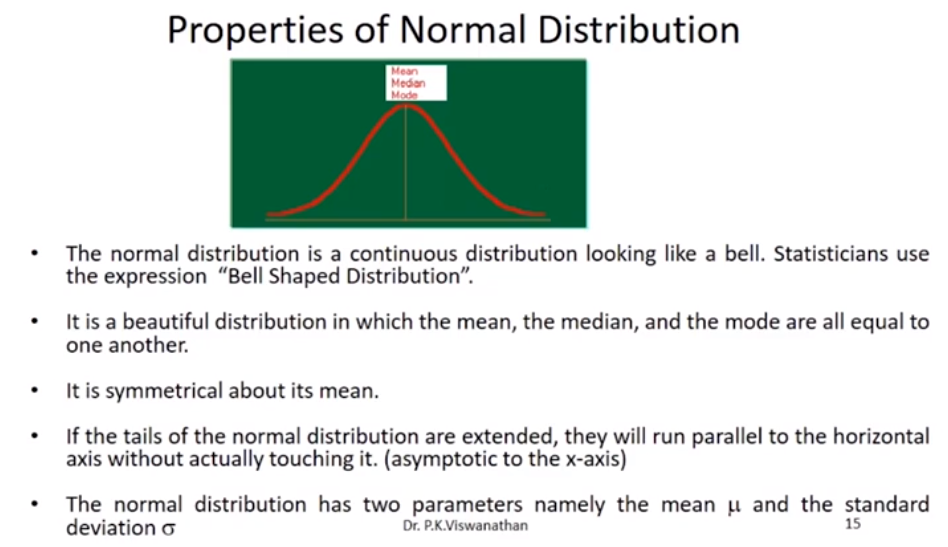 Properties of Normal Distribution
Mean
Median
Mode
• The normal distribution is a continuous distribution looking like a bell. Statisticians use
the expression “Bell Shaped Distribution”.
• It is a beautiful distribution in which the mean, the median, and the mode are all equal to
one another.
• It is symmetrical about its mean.
• If the tails of the normal distribution are extended, they will run parallel to the horizontal
axis without actually touching it. (asymptotic to the x-axis)
• The normal distribution has two parameters namely the mean μ and the standard
deviation σ
Dr. P.K.Viswanathan
15